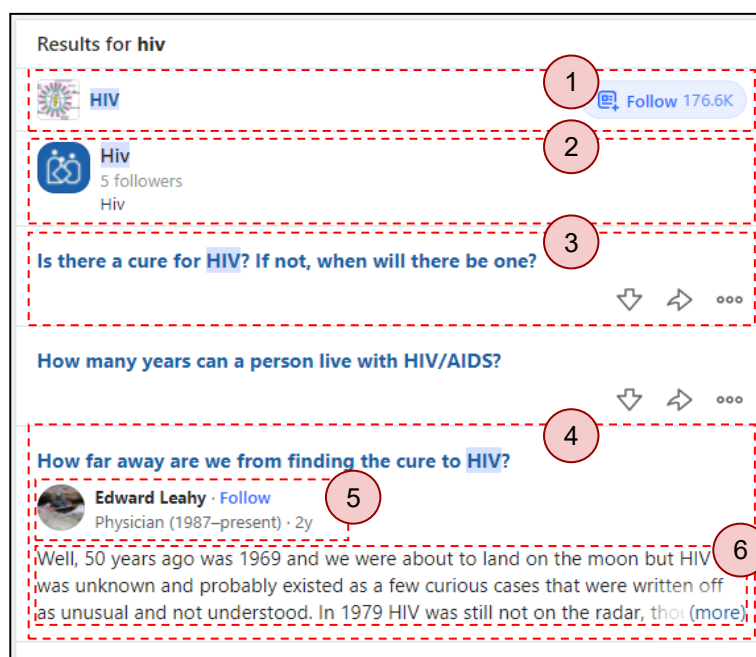 Results for hiv
1
HIV
Follow 176.6K
2
Hiv
5 followers
Hiv
3
Is there a cure for HIV? If not, when will there be one?
How many years can a person live with HIV/AIDS?
4
How far away are we from finding the cure to HIV?
Edward Leahy · Follow
5
Physician (1987–present) · 2y
6
Well, 50 years ago was 1969 and we were about to land on the moon but HIV
was unknown and probably existed as a few curious cases that were written off
as unusual and not understood. In 1979 HIV was still not on the radar, (more)